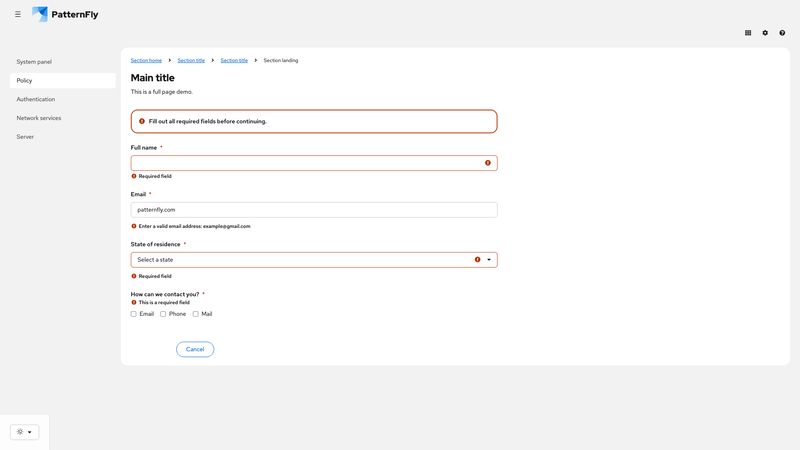 PatternFly
System panel
Policy
Authentication
Network services
Server
Section home
Section title
Section title
Section landing
Main title
This is a full page demo.
Fill out all required fields before continuing.
Full name *
Required field
Email *
patternfly.com
Enter a valid email address: example@gmail.com
State of residence *
Select a state
Required field
How can we contact you? *
This is a required field
Email
Phone
Mail
Cancel